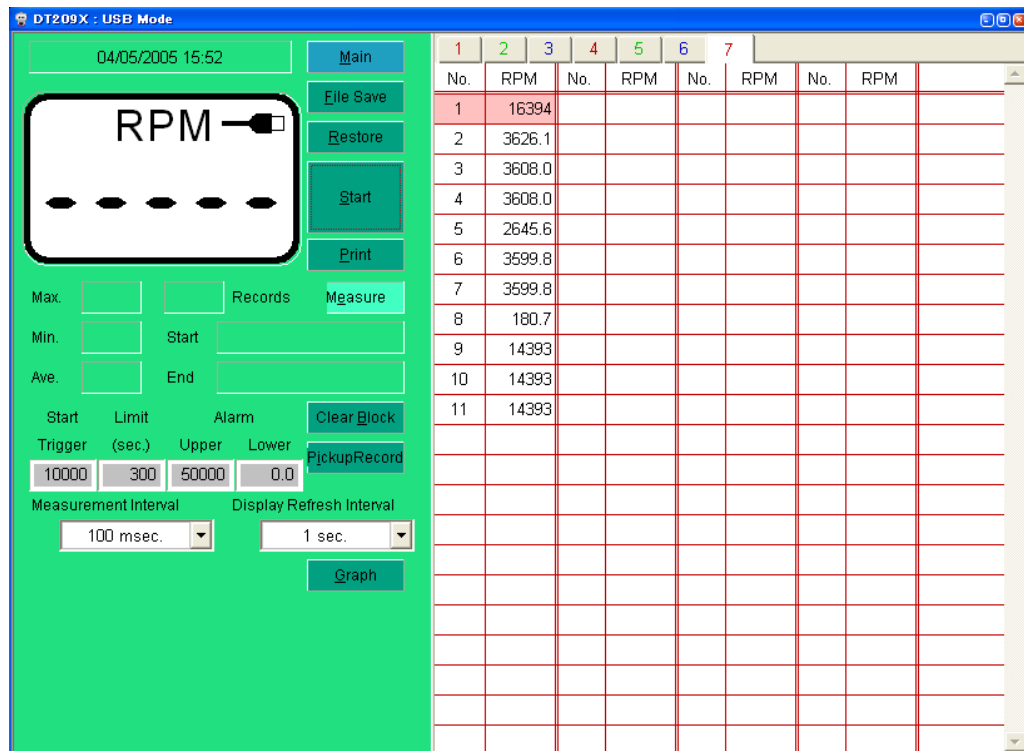 DT209X : USB Mode
04/05/2005 15:52
Main
File Save
Restore
Start
Print
RPM
- - - - -
Max.
Records
Measure
Min.
Start
Ave.
End
Start Limit Alarm
Clear Block
Trigger (sec.) Upper Lower
PickupRecord
10000 300 50000 0.0
Measurement Interval Display Refresh Interval
100 msec. 1 sec.
Graph
1 2 3 4 5 6 7
No. RPM No. RPM No. RPM No. RPM
1 16394
2 3626.1
3 3608.0
4 3608.0
5 2645.6
6 3599.8
7 3599.8
8 180.7
9 14393
10 14393
11 14393